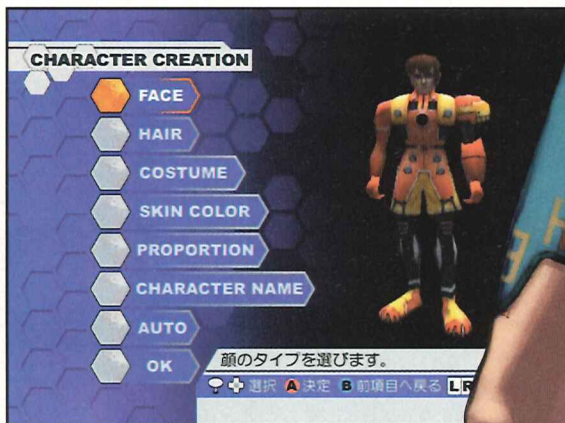 CHARACTER CREATION
FACE
HAIR
COSTUME
SKIN COLOR
PROPORTION
CHARACTER NAME
AUTO
OK
顔のタイプを選びます。
選択 A 決定 B 前項目へ戻る L R